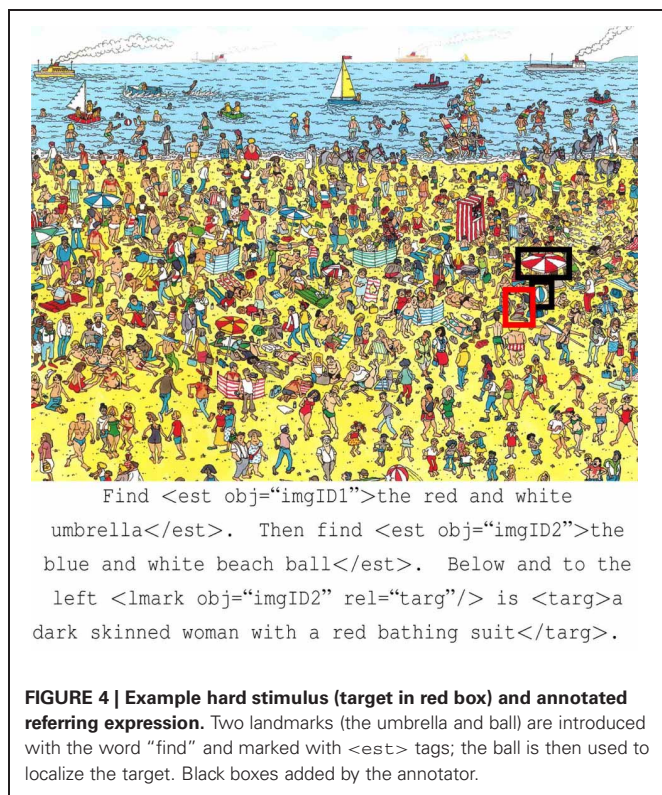 Find <est obj=“imgID1”>the red and white
umbrella</est>. Then find <est obj=“imgID2”>the
blue and white beach ball</est>. Below and to the
left <lmark obj=“imgID2” rel=“targ”/> is <targ>a
dark skinned woman with a red bathing suit</targ>.
FIGURE 4 | Example hard stimulus (target in red box) and annotated
referring expression. Two landmarks (the umbrella and ball) are introduced
with the word “find” and marked with <est> tags; the ball is then used to
localize the target. Black boxes added by the annotator.